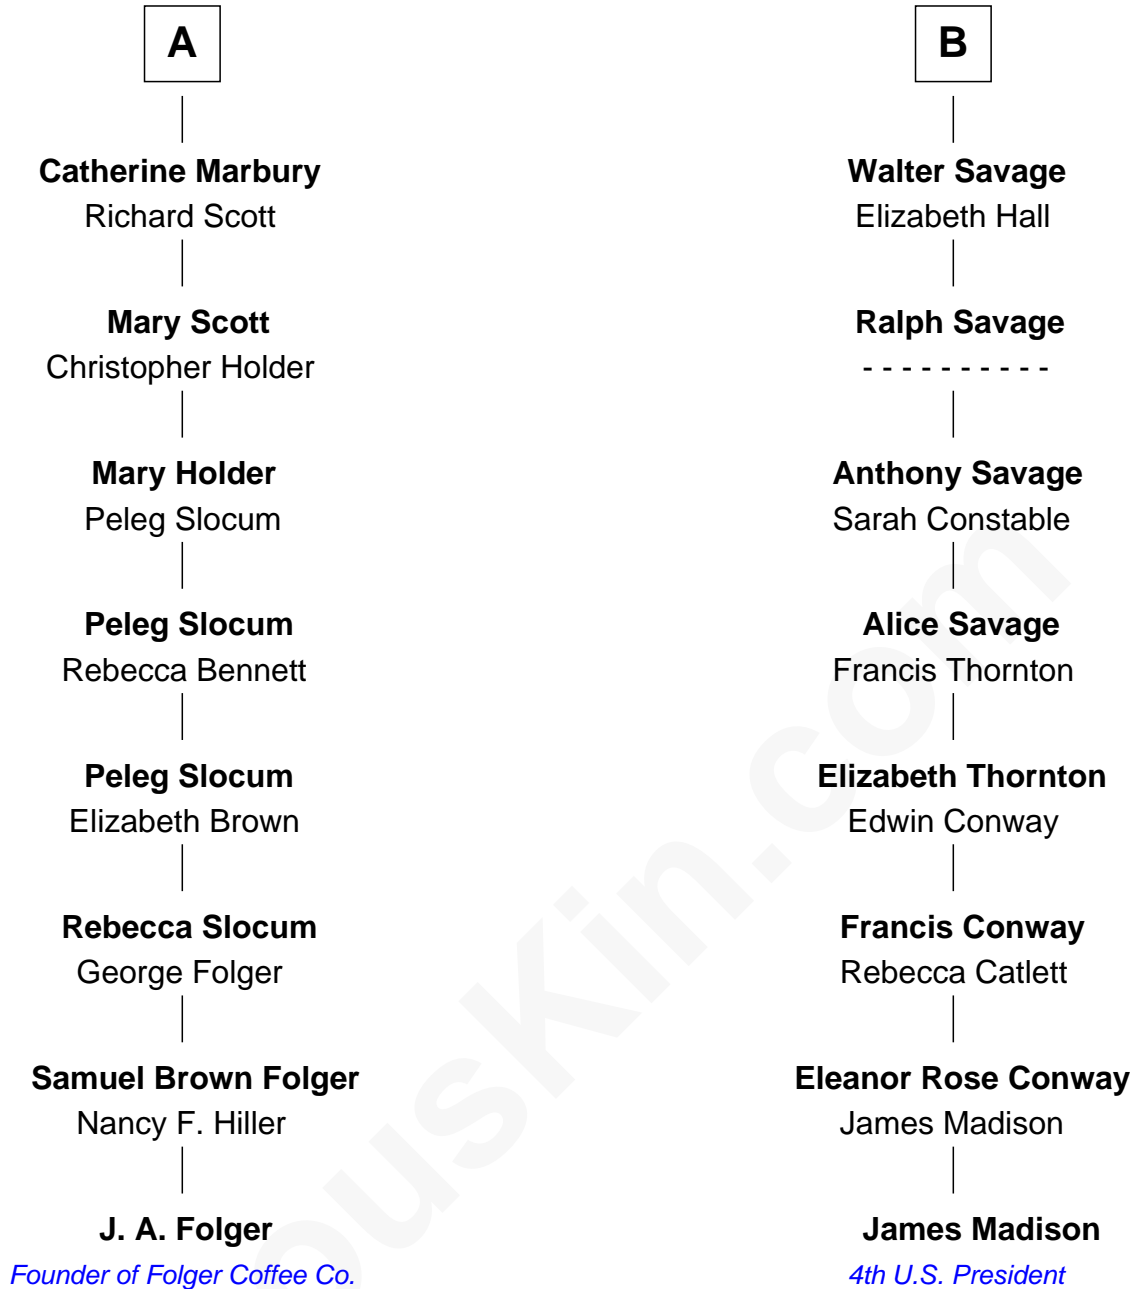 A
Catherine Marbury
Richard Scott
Mary Scott
Christopher Holder
Mary Holder
Peleg Slocum
Peleg Slocum
Rebecca Bennett
Peleg Slocum
Elizabeth Brown
Rebecca Slocum
George Folger
Samuel Brown Folger
Nancy F. Hiller
J. A. Folger
Founder of Folger Coffee Co.
B
Walter Savage
Elizabeth Hall
Ralph Savage
- - - - - - - - - -
Anthony Savage
Sarah Constable
Alice Savage
Francis Thornton
Elizabeth Thornton
Edwin Conway
Francis Conway
Rebecca Catlett
Eleanor Rose Conway
James Madison
James Madison
4th U.S. President
ousKin.com